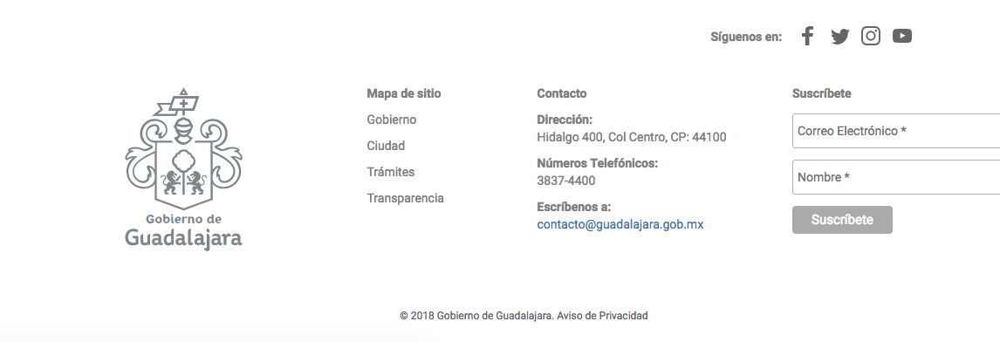 Síguenos en:
Gobierno de
Guadalajara
Mapa de sitio
Gobierno
Ciudad
Trámites
Transparencia
Contacto
Dirección:
Hidalgo 400, Col Centro, CP: 44100
Números Telefónicos:
3837-4400
Escríbenos a:
contacto@guadalajara.gob.mx
Suscríbete
Correo Electrónico *
Nombre *
Suscríbete
© 2018 Gobierno de Guadalajara. Aviso de Privacidad